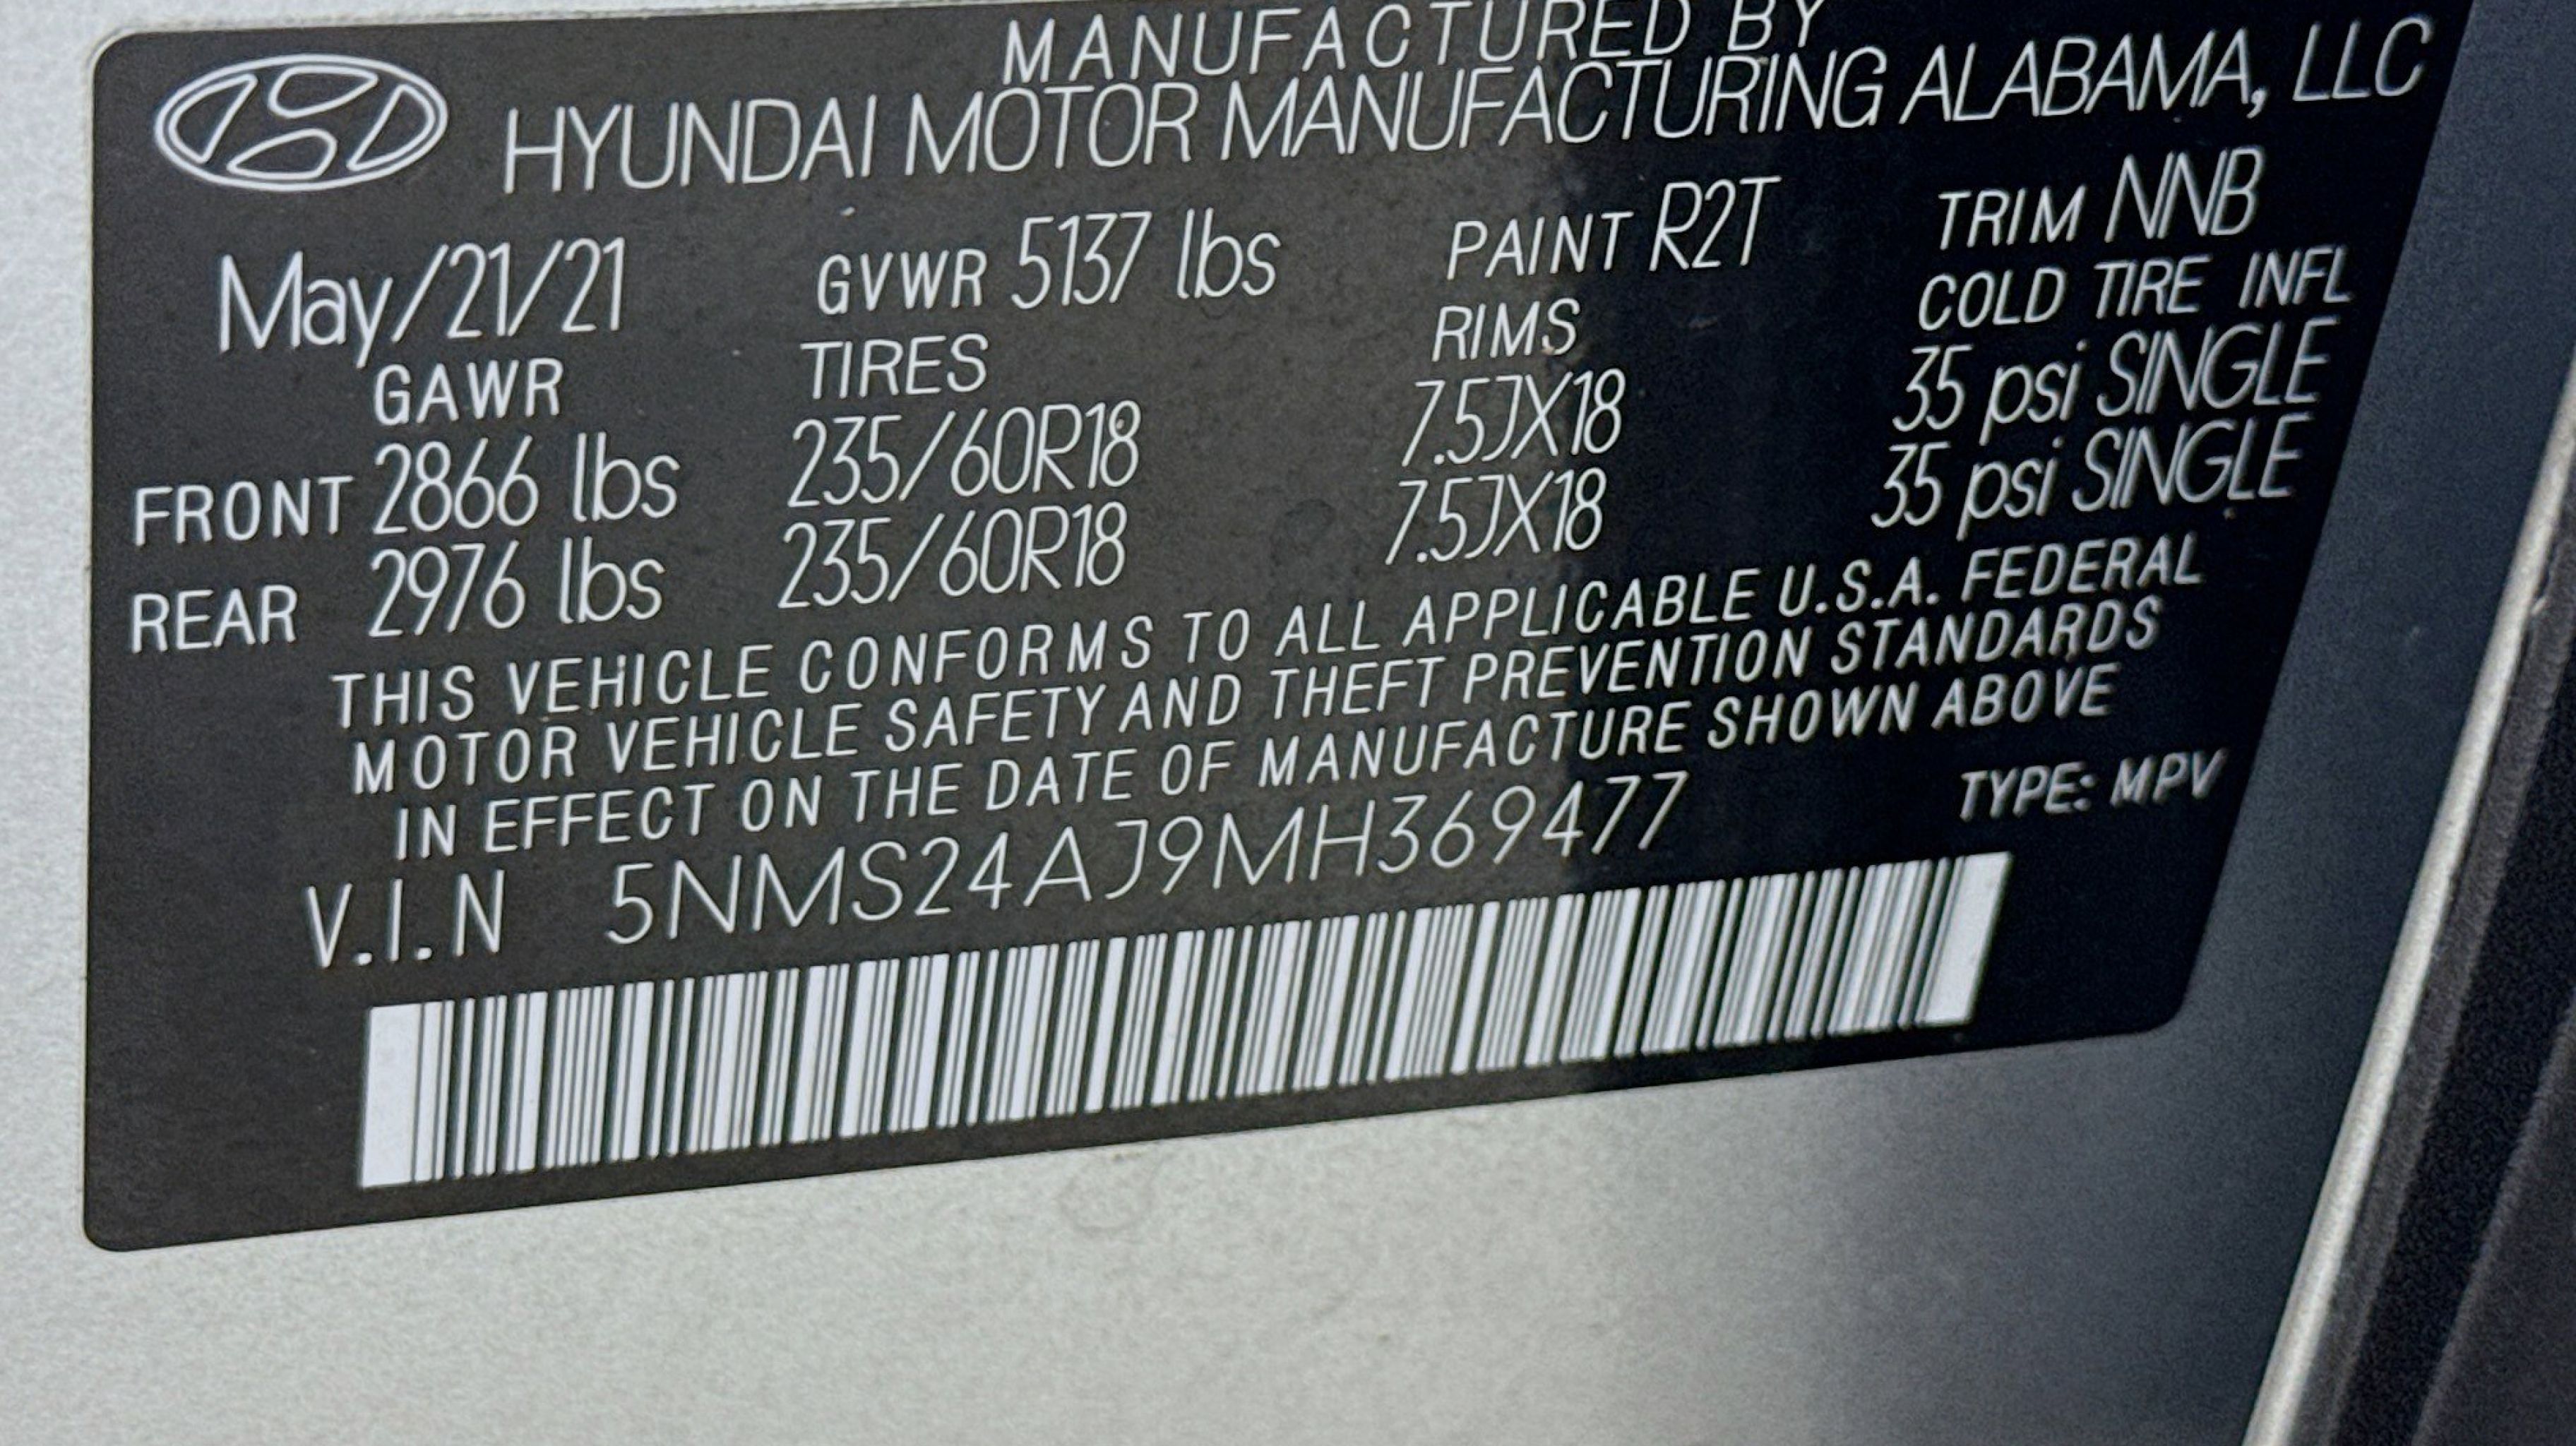 MANUFACTURED BY
HYUNDAI MOTOR MANUFACTURING ALABAMA, LLC
May/21/21 GVWR 5137 lbs PAINT R2T TRIM NNB
GAWR TIRES RIMS COLD TIRE INFL
FRONT 2866 lbs 235/60R18 7.5JX18 35 psi SINGLE
REAR 2976 lbs 235/60R18 7.5JX18 35 psi SINGLE
THIS VEHICLE CONFORMS TO ALL APPLICABLE U.S.A. FEDERAL
MOTOR VEHICLE SAFETY AND THEFT PREVENTION STANDARDS
IN EFFECT ON THE DATE OF MANUFACTURE SHOWN ABOVE
V.I.N 5NMS24AJ9MH369477 TYPE: MPV